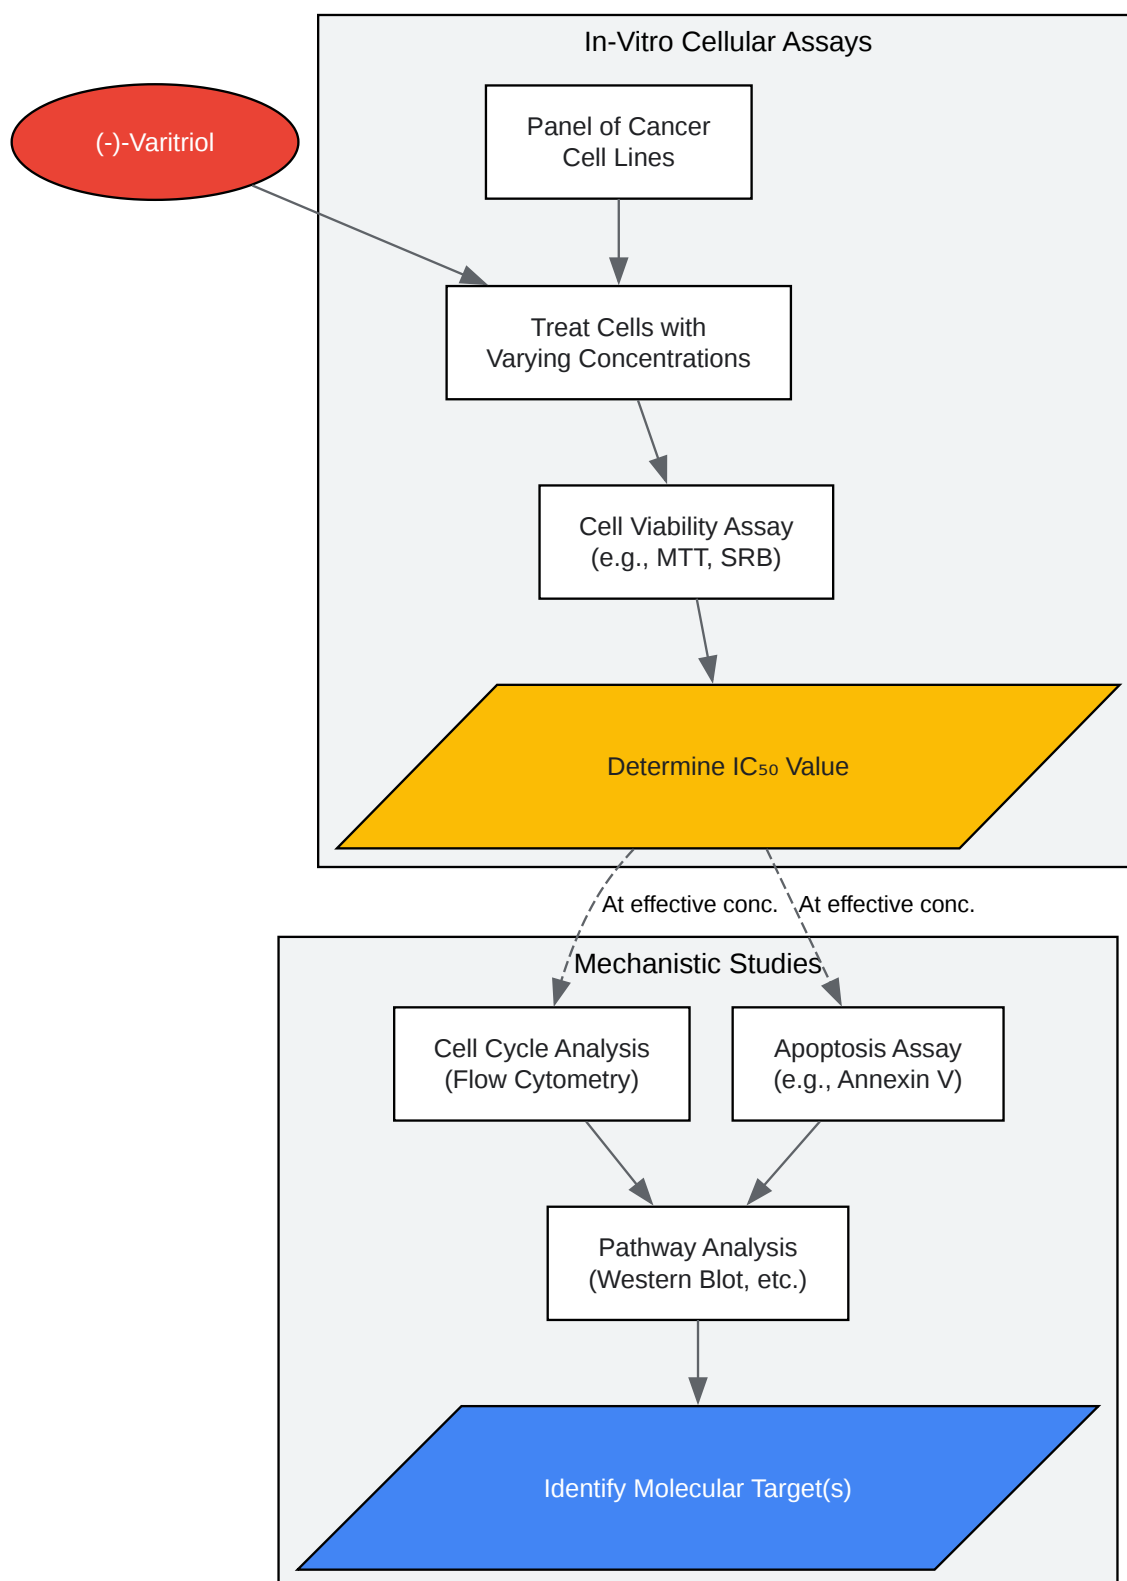 In-Vitro Cellular Assays
(-)-Varitriol
Panel of Cancer
Cell Lines
Treat Cells with
Varying Concentrations
Cell Viability Assay
(e.g., MTT, SRB)
Determine IC₅₀ Value
At effective conc.
At effective conc.
Mechanistic Studies
Cell Cycle Analysis
(Flow Cytometry)
Apoptosis Assay
(e.g., Annexin V)
Pathway Analysis
(Western Blot, etc.)
Identify Molecular Target(s)